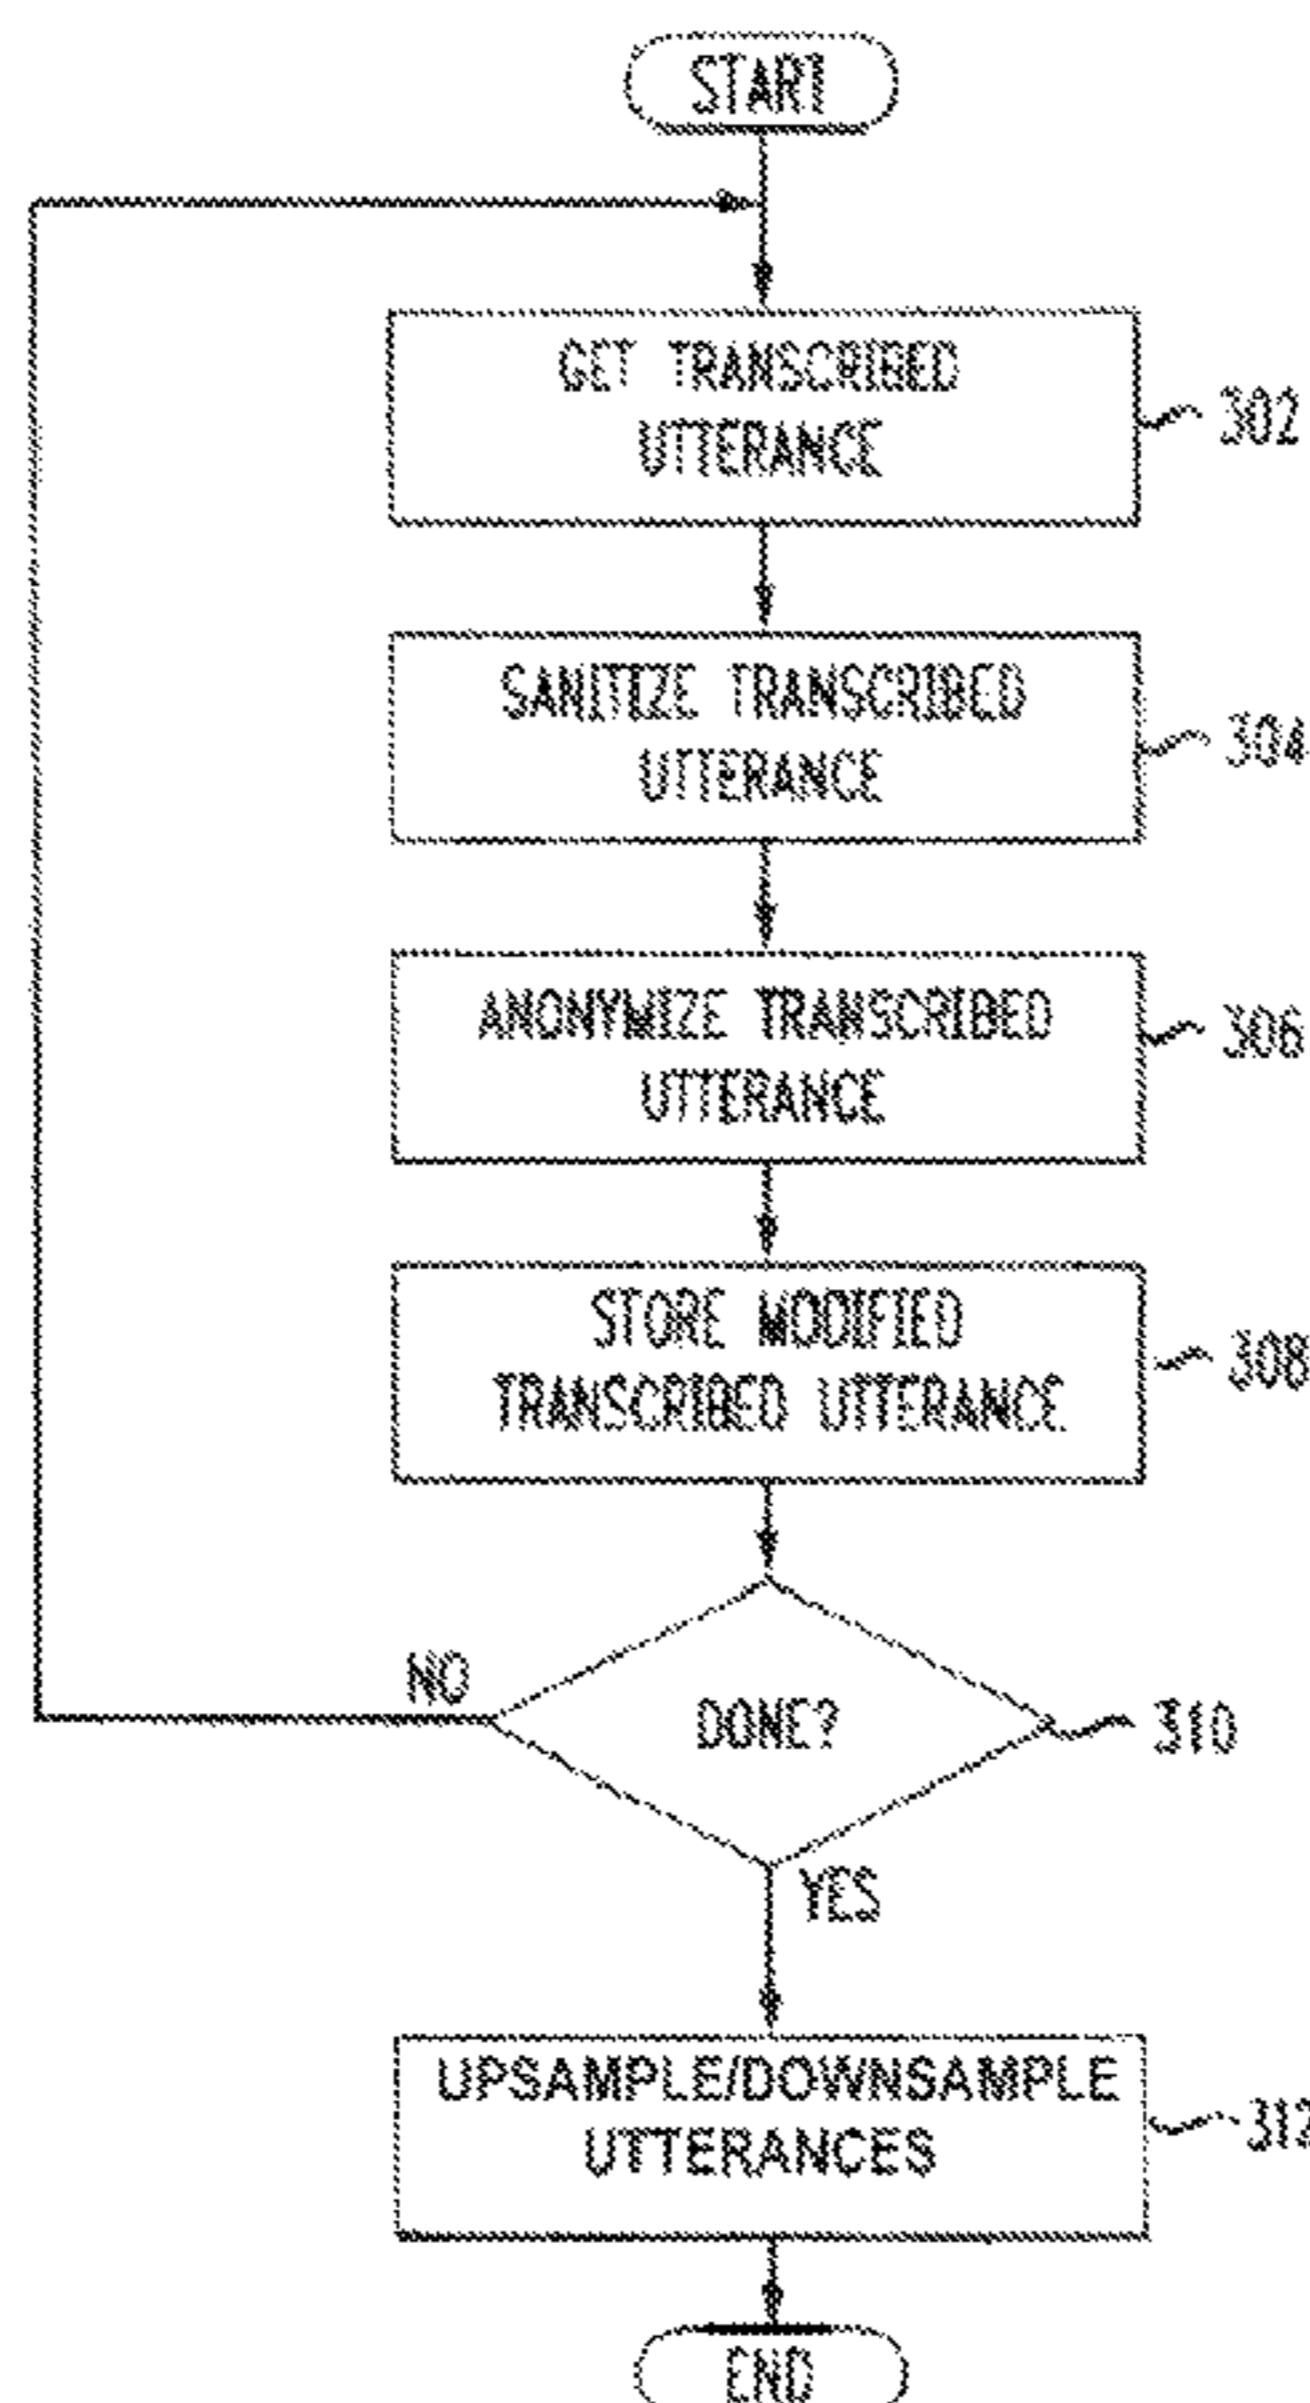 START
GET TRANSCRIBED
UTTERANCE
302
SANITIZE TRANSCRIBED
UTTERANCE
304
ANONYMIZE TRANSCRIBED
UTTERANCE
306
STORE MODIFIED
TRANSCRIBED UTTERANCE
308
DONE?
NO
310
YES
UPSAMPLE/DOWNSAMPLE
UTTERANCES
312
END